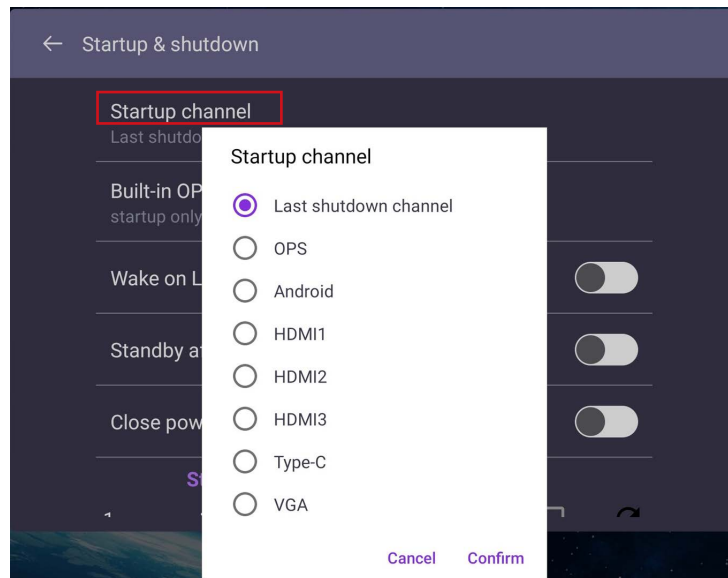 Startup & shutdown
Startup channel
Last shutdo
Built-in OP
startup only
Wake on L
Standby a
Close pow
Startup channel
Last shutdown channel
OPS
Android
HDMI1
HDMI2
HDMI3
Type-C
VGA
Cancel Confirm